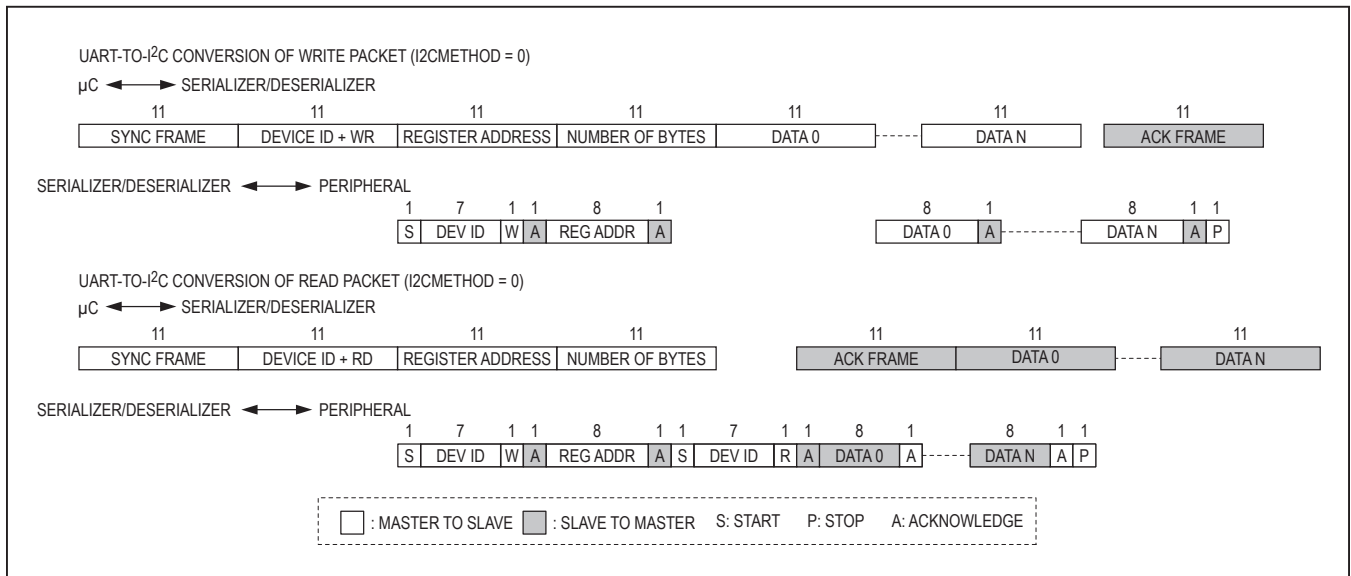 UART-TO-I2C CONVERSION OF WRITE PACKET (I2CMETHOD = 0)
µC SERIALIZER/DESERIALIZER
11 11 11 11 11 11 11
SYNC FRAME DEVICE ID + WR REGISTER ADDRESS NUMBER OF BYTES DATA 0 DATA N ACK FRAME
SERIALIZER/DESERIALIZER PERIPHERAL
1 7 1 1 8 1 8 1 8 1 1
S DEV ID W A REG ADDR A DATA 0 A DATA N A P
UART-TO-I2C CONVERSION OF READ PACKET (I2CMETHOD = 0)
µC SERIALIZER/DESERIALIZER
11 11 11 11 11 11 11
SYNC FRAME DEVICE ID + RD REGISTER ADDRESS NUMBER OF BYTES ACK FRAME DATA 0 DATA N
SERIALIZER/DESERIALIZER PERIPHERAL
1 7 1 1 8 1 1 7 1 1 8 1 8 1 1
S DEV ID W A REG ADDR A S DEV ID R A DATA 0 A DATA N A P
: MASTER TO SLAVE : SLAVE TO MASTER S: START P: STOP A: ACKNOWLEDGE